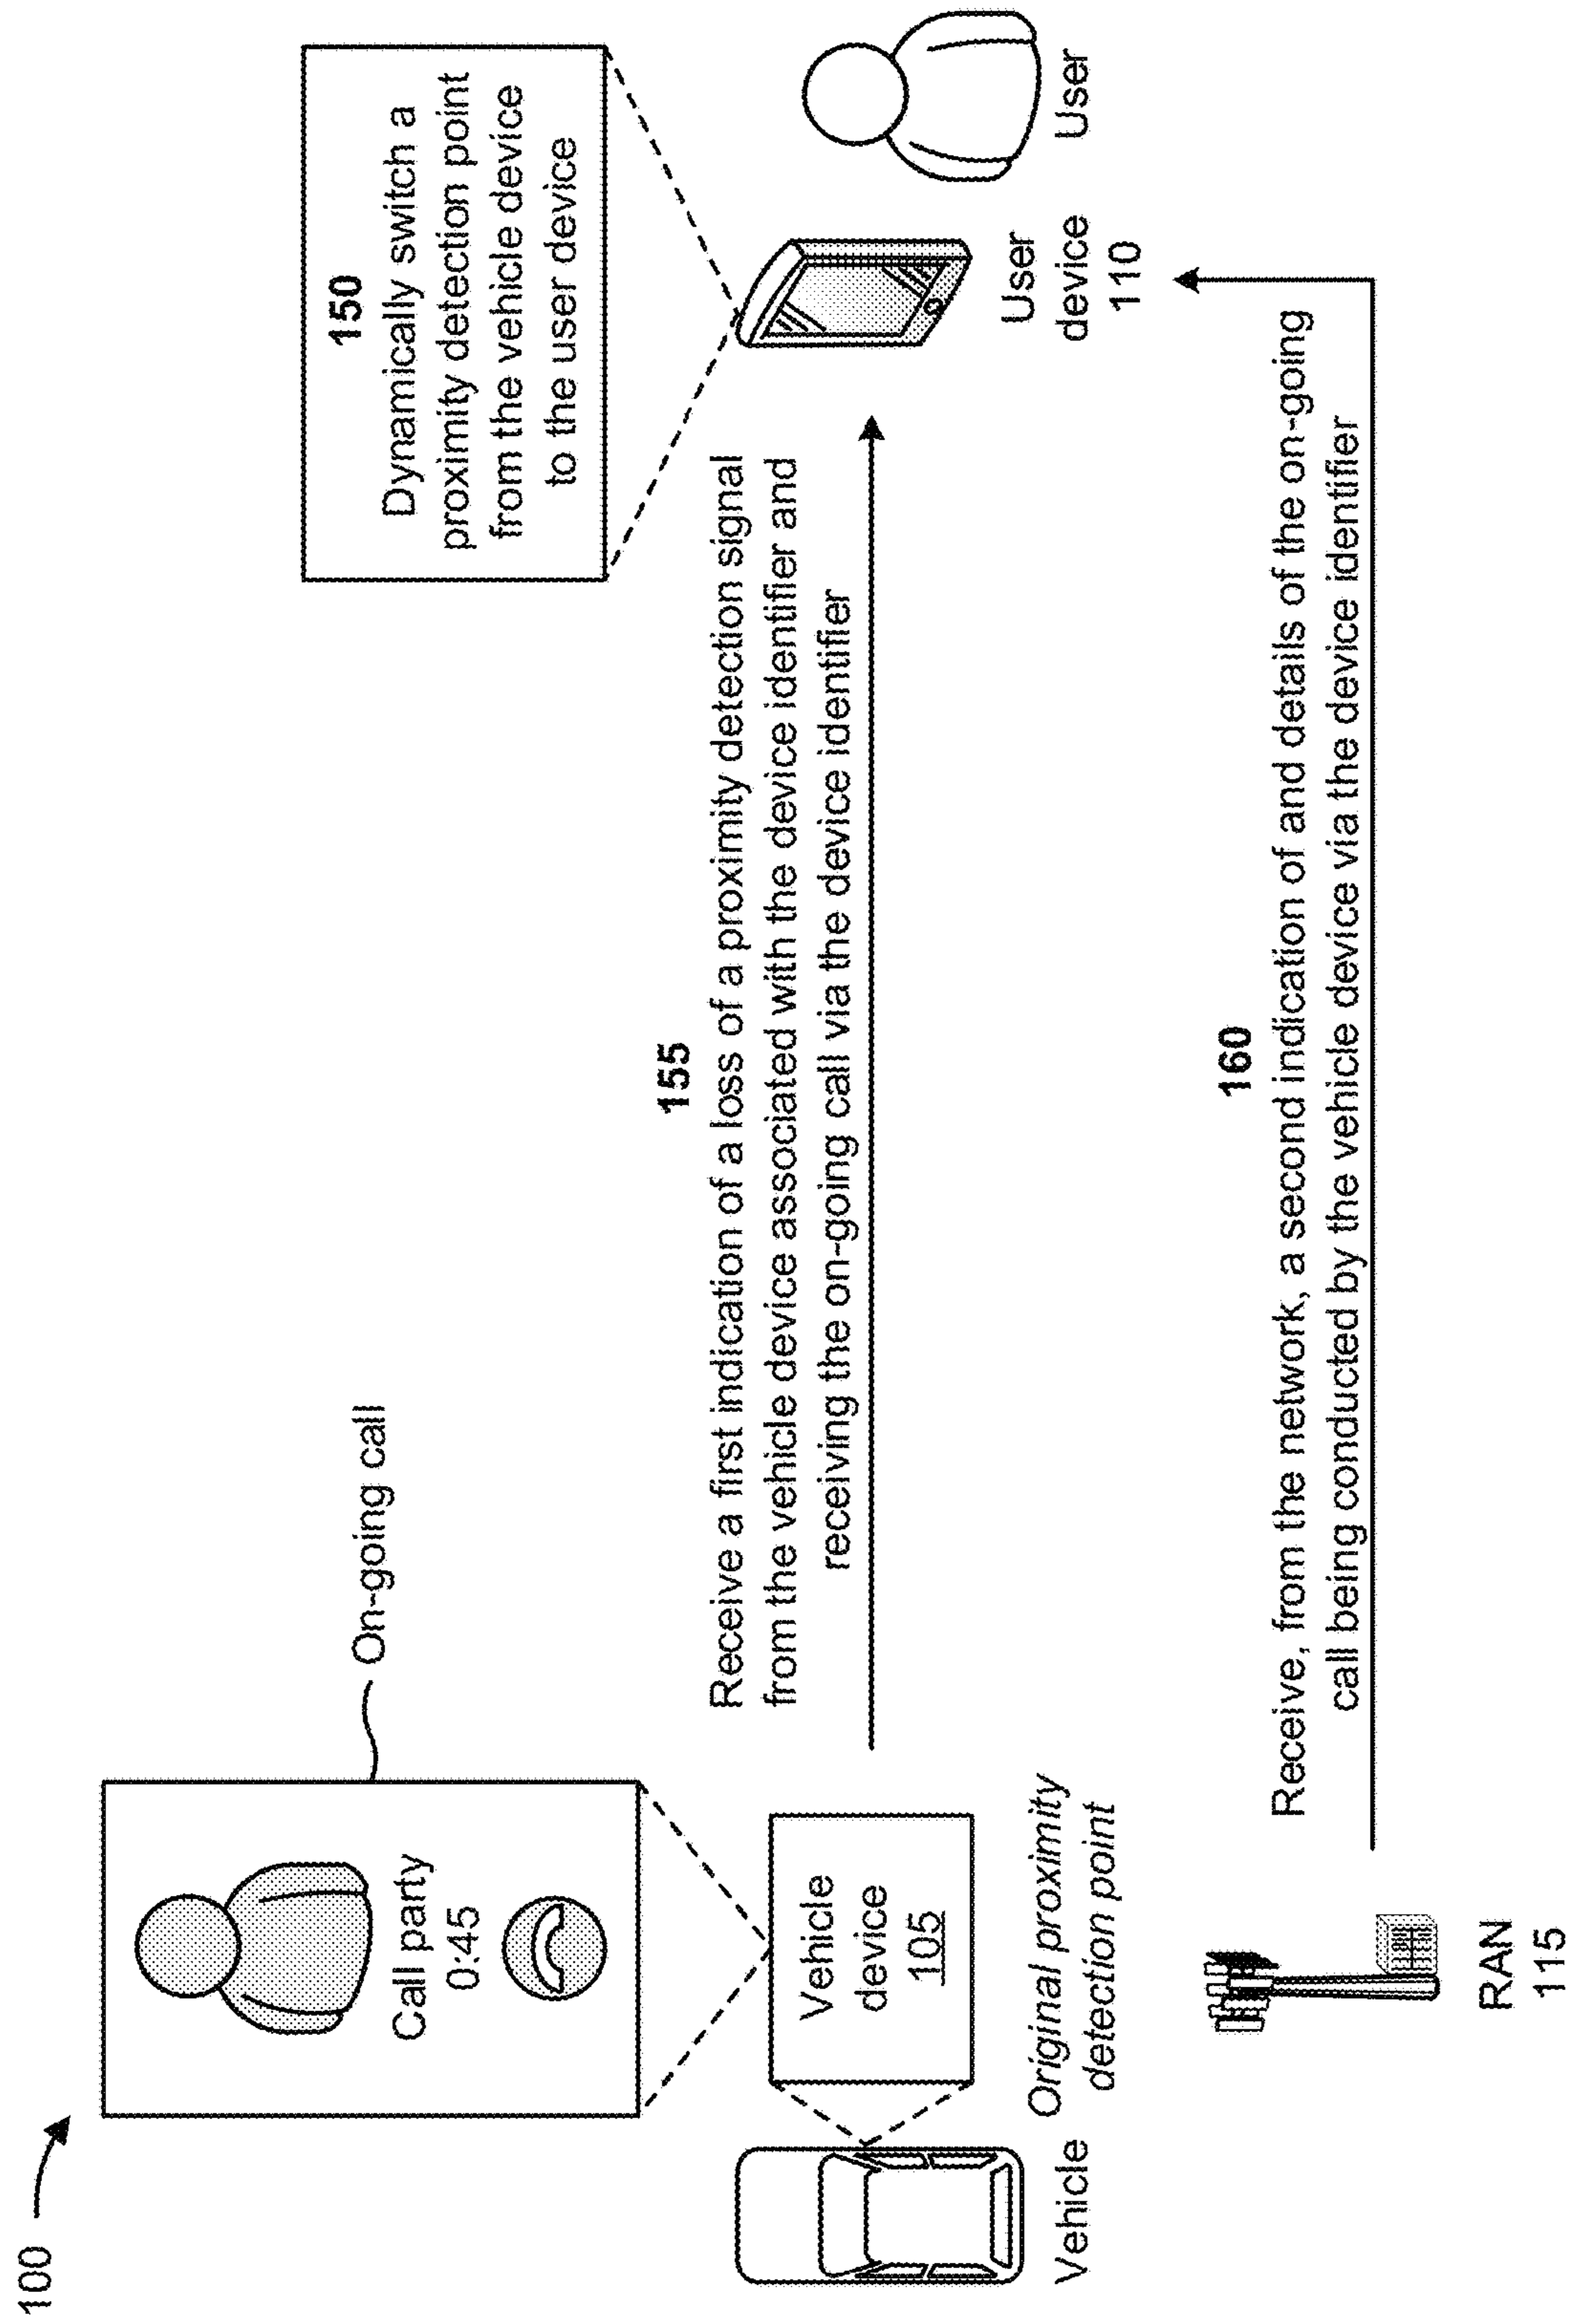 100
Call party
0:45
On-going call
150
Dynamically switch a
proximity detection point
from the vehicle device
to the user device
155
Receive a first indication of a loss of a proximity detection signal
from the vehicle device associated with the device identifier and
receiving the on-going call via the device identifier
Vehicle
device
105
Vehicle
Original proximity
detection point
User
device
110
User
160
Receive, from the network, a second indication of and details of the on-going
call being conducted by the vehicle device via the device identifier
RAN
115